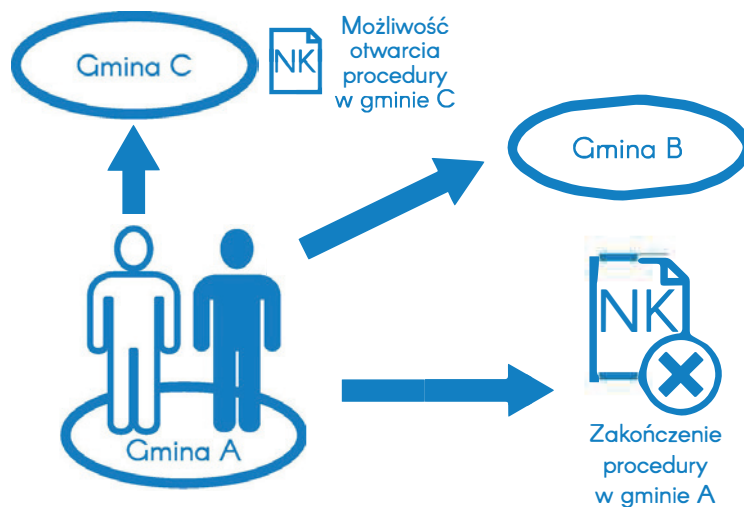 Gmina C
NK
Możliwość
otwarcia
procedury
w gminie C
Gmina B
Gmina A
NK
Zakończenie
procedury
w gminie A